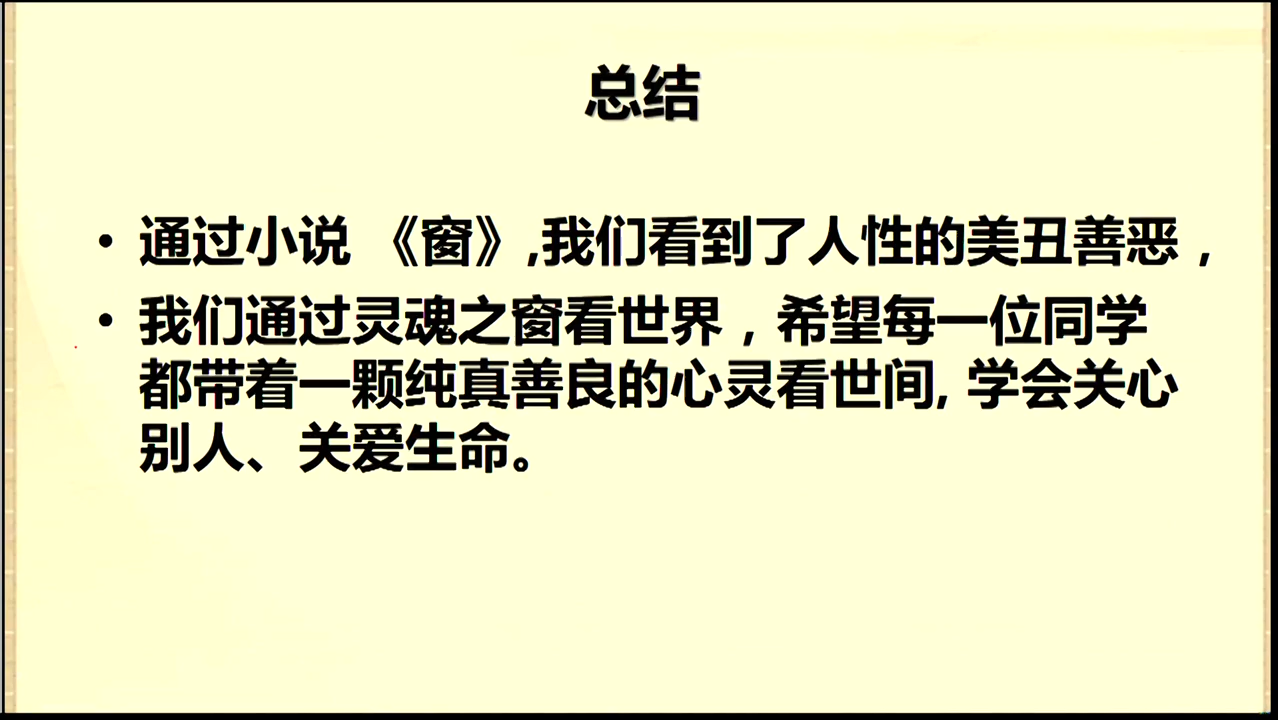 总结
• 通过小说 《窗》,我们看到了人性的美丑善恶，
• 我们通过灵魂之窗看世界，希望每一位同学
都带着一颗纯真善良的心灵看世间, 学会关心
别人、关爱生命。